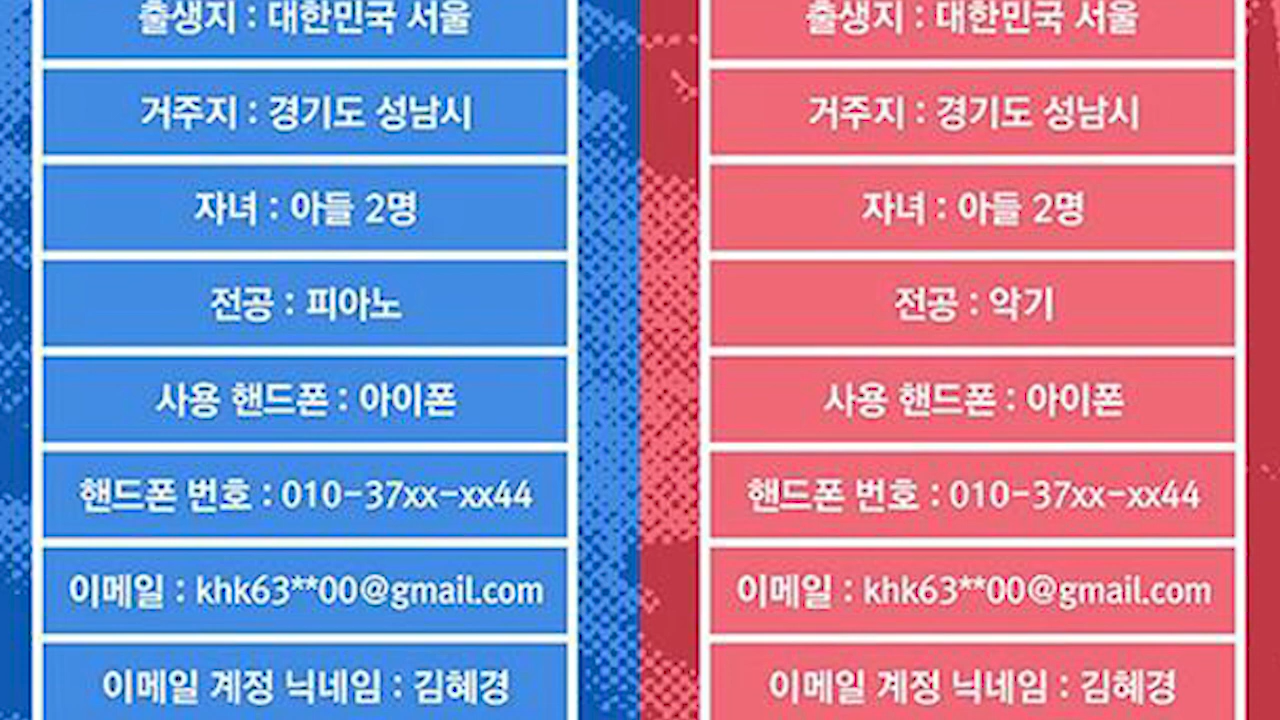 출생지 : 대한민국 서울
거주지 : 경기도 성남시
자녀 : 아들 2명
전공 : 피아노
사용 핸드폰 : 아이폰
핸드폰 번호 : 010-37xx-xx44
이메일 : khk63**00@gmail.com
이메일 계정 닉네임 : 김혜경
출생지 : 대한민국 서울
거주지 : 경기도 성남시
자녀 : 아들 2명
전공 : 악기
사용 핸드폰 : 아이폰
핸드폰 번호 : 010-37xx-xx44
이메일 : khk63**00@gmail.com
이메일 계정 닉네임 : 김혜경